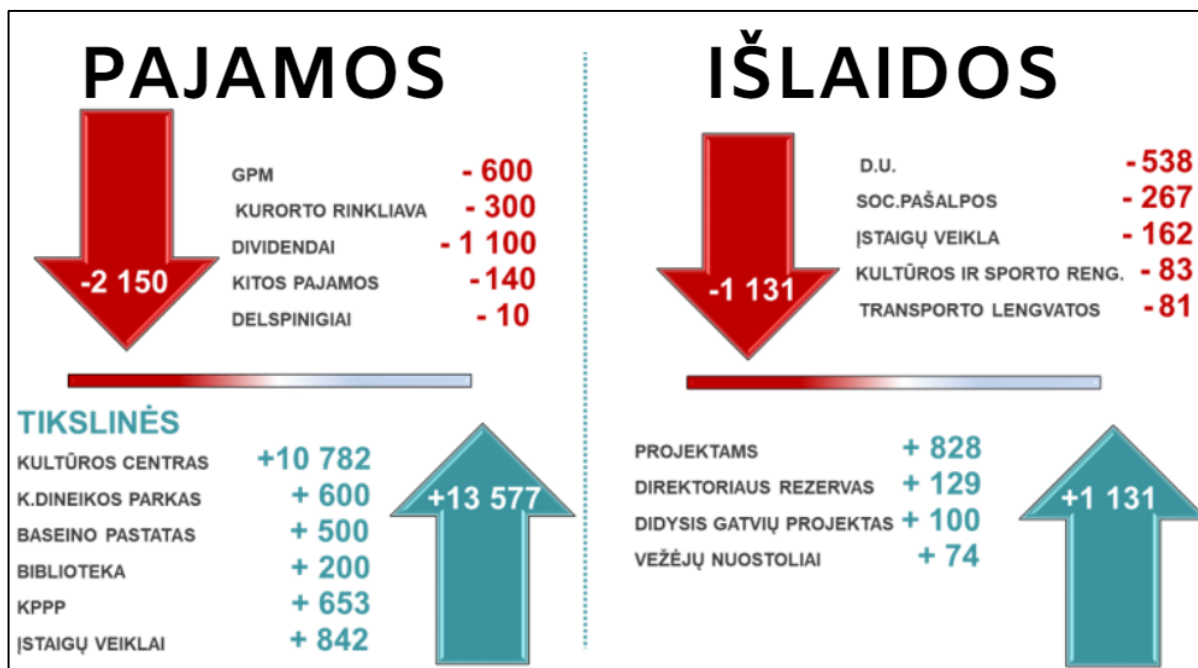 PAJAMOS
GPM - 600
KURORTO RINKLIAVA - 300
DIVIDENDAI - 1 100
KITOS PAJAMOS -140
DELSPINIGIAI - 10
-2 150
TIKSLINĖS
KULTŪROS CENTRAS +10 782
K.DINEIKOS PARKAS + 600
BASEINO PASTATAS + 500
BIBLIOTEKA + 200
KPPP + 653
ĮSTAIGŲ VEIKLAI + 842
+13 577
IŠLAIDOS
D.U. - 538
SOC.PAŠALPOS - 267
ĮSTAIGŲ VEIKLA - 162
KULTŪROS IR SPORTO RENG. - 83
TRANSPORTO LENGVATOS -81
-1 131
PROJEKTAMS + 828
DIREKTORIAUS REZERVAS + 129
DIDYSIS GATVIŲ PROJEKTAS + 100
VEŽĖJŲ NUOSTOLIAI + 74
+1 131